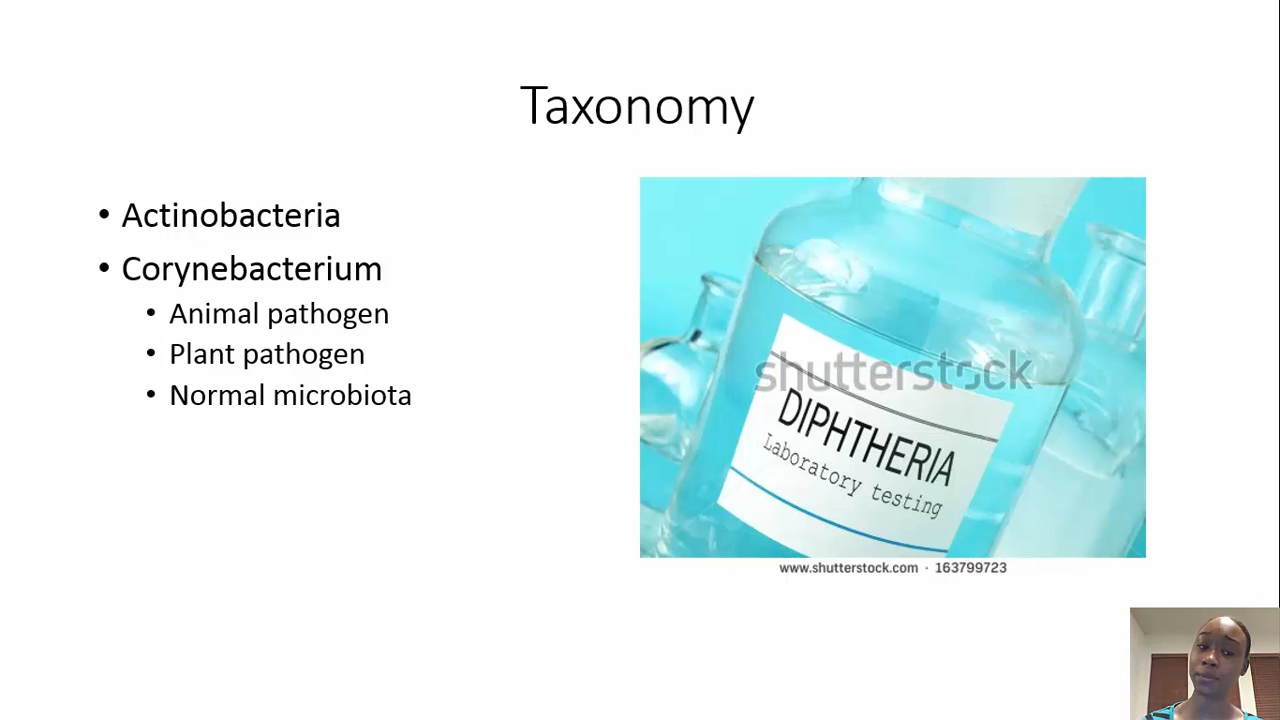 Taxonomy
• Actinobacteria
• Corynebacterium
• Animal pathogen
• Plant pathogen
• Normal microbiota
shutterstock
DIPHTHERIA
Laboratory testing
www.shutterstock.com · 163799723